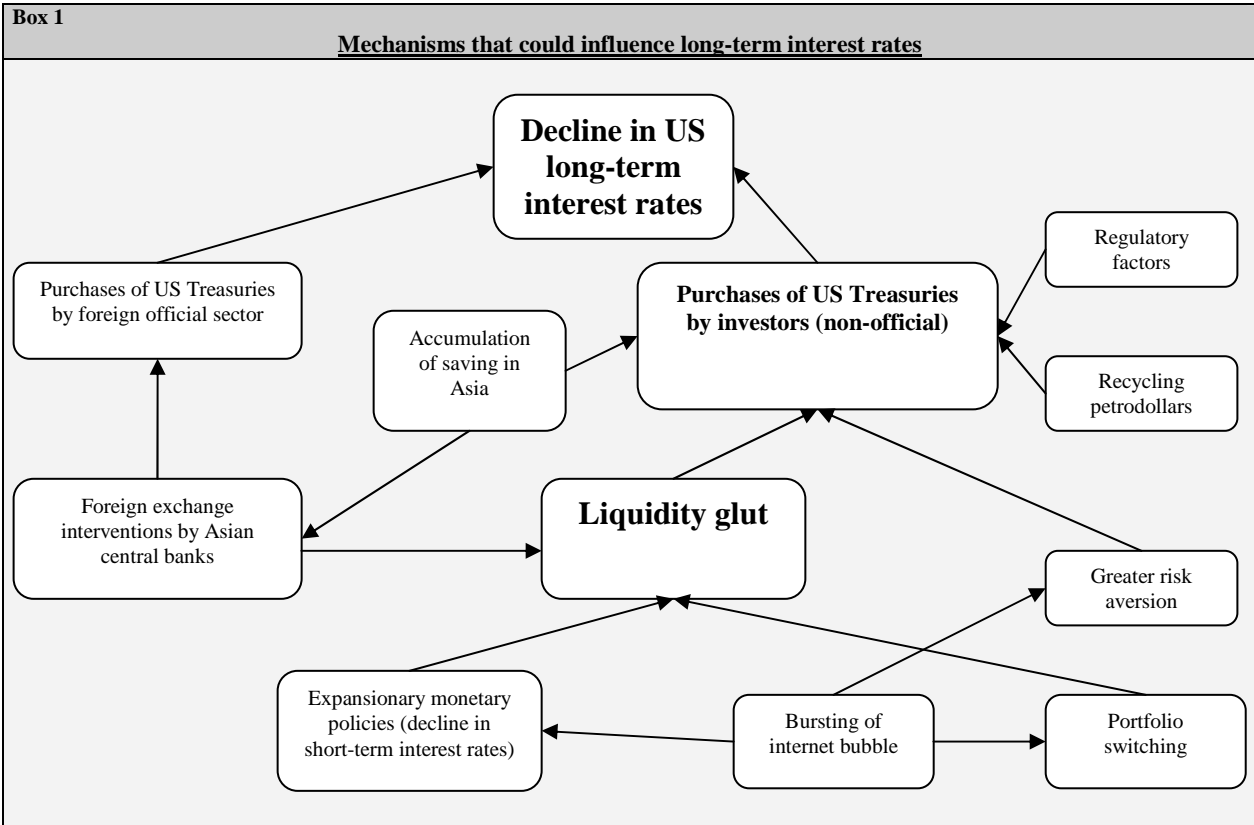 Box 1
Mechanisms that could influence long-term interest rates
Decline in US
long-term
interest rates
Regulatory
factors
Purchases of US Treasuries
by foreign official sector
Purchases of US Treasuries
by investors (non-official)
Accumulation
of saving in
Asia
Recycling
petrodollars
Foreign exchange
interventions by Asian
central banks
Liquidity glut
Greater risk
aversion
Expansionary monetary
policies (decline in
short-term interest rates)
Bursting of
internet bubble
Portfolio
switching